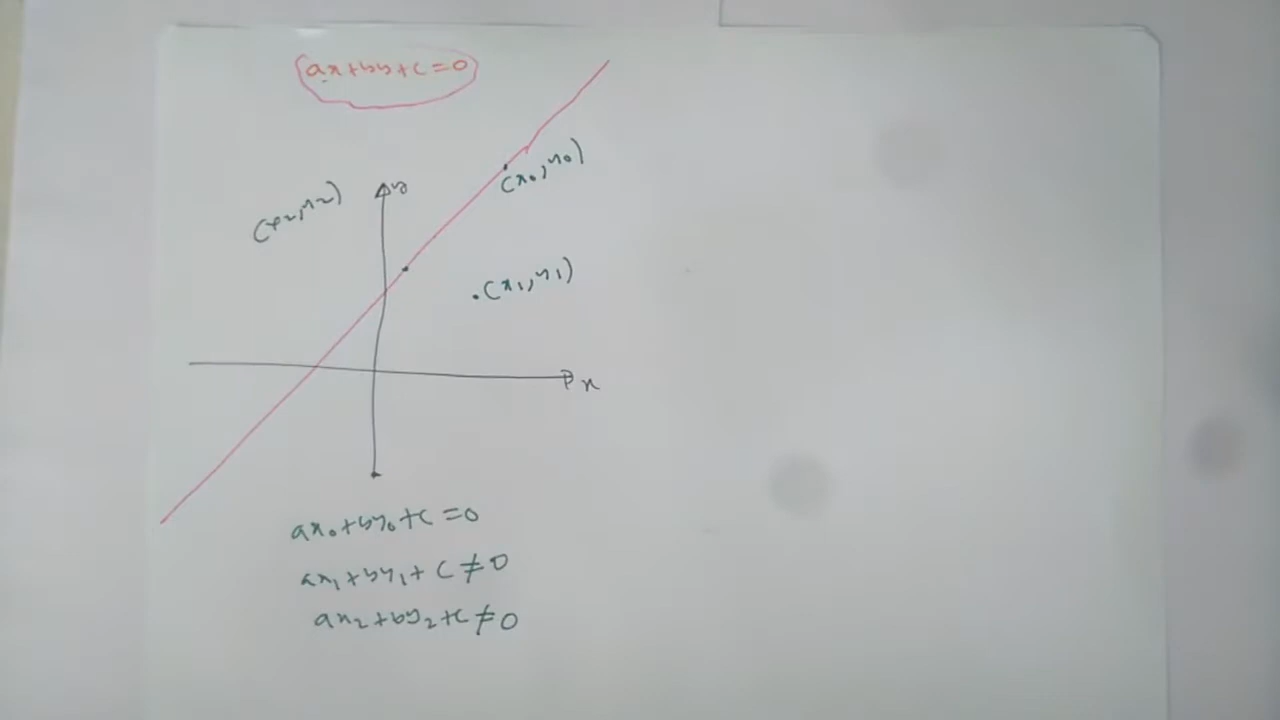 ax+by+c=0
(x₀,y₀)
y
(x₂,y₂)
.(x₁,y₁)
x
ax₀+by₀+c=0
ax₁+by₁+c≠0
ax₂+by₂+c≠0